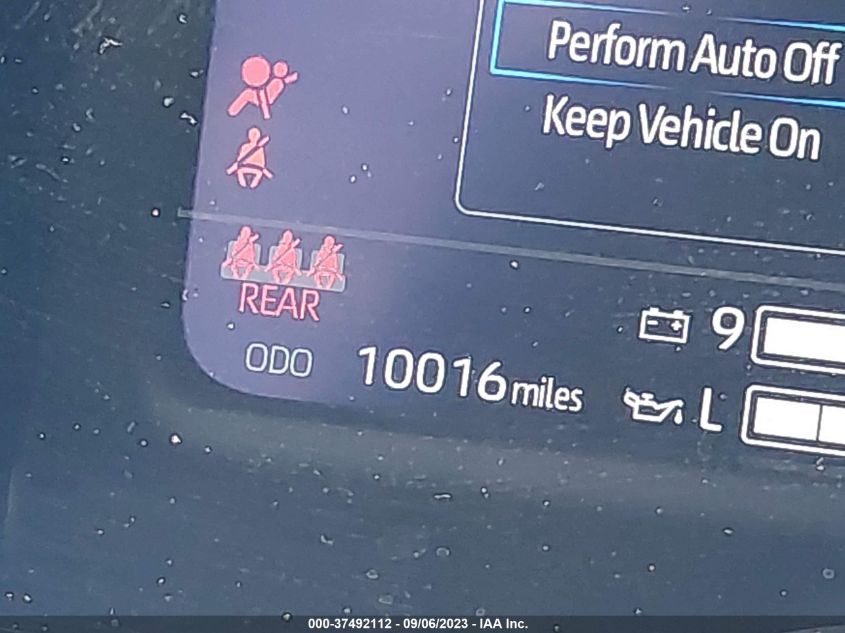 Perform Auto Off
Keep Vehicle On
REAR
9
ODO 10016 miles
L
000-37492112 - 09/06/2023 - IAA Inc.